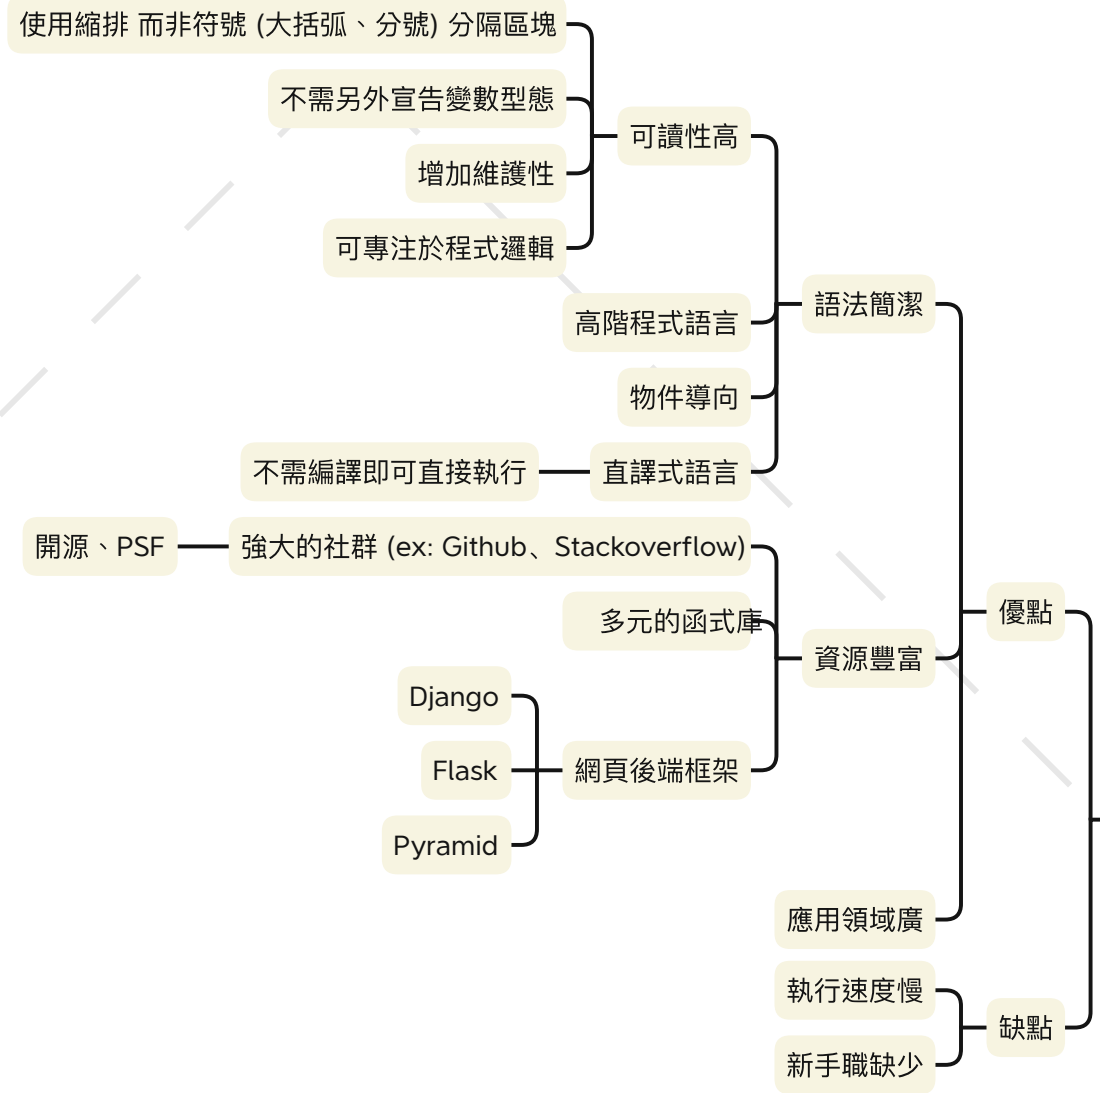 使用縮排 而非符號 (大括弧、分號) 分隔區塊
不需另外宣告變數型態
可讀性高
增加維護性
可專注於程式邏輯
語法簡潔
高階程式語言
物件導向
不需編譯即可直接執行
直譯式語言
開源、PSF
強大的社群 (ex: Github、Stackoverflow)
優點
多元的函式庫
資源豐富
Django
Flask
網頁後端框架
Pyramid
應用領域廣
執行速度慢
缺點
新手職缺少